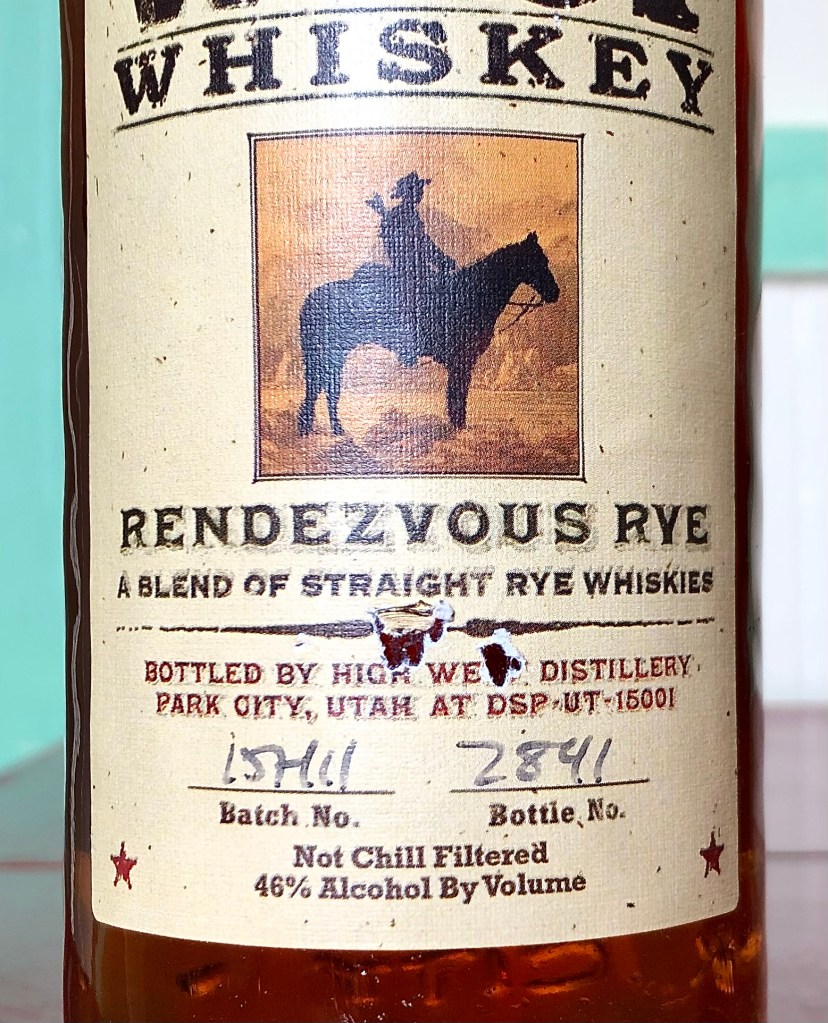 WHISKEY
RENDEZVOUS RYE
A BLEND OF STRAIGHT RYE WHISKIES
BOTTLED BY HIGH WEST DISTILLERY
PARK CITY, UTAH AT DSP-UT-15001
15H11 2841
Batch No. Bottle No.
Not Chill Filtered
46% Alcohol By Volume